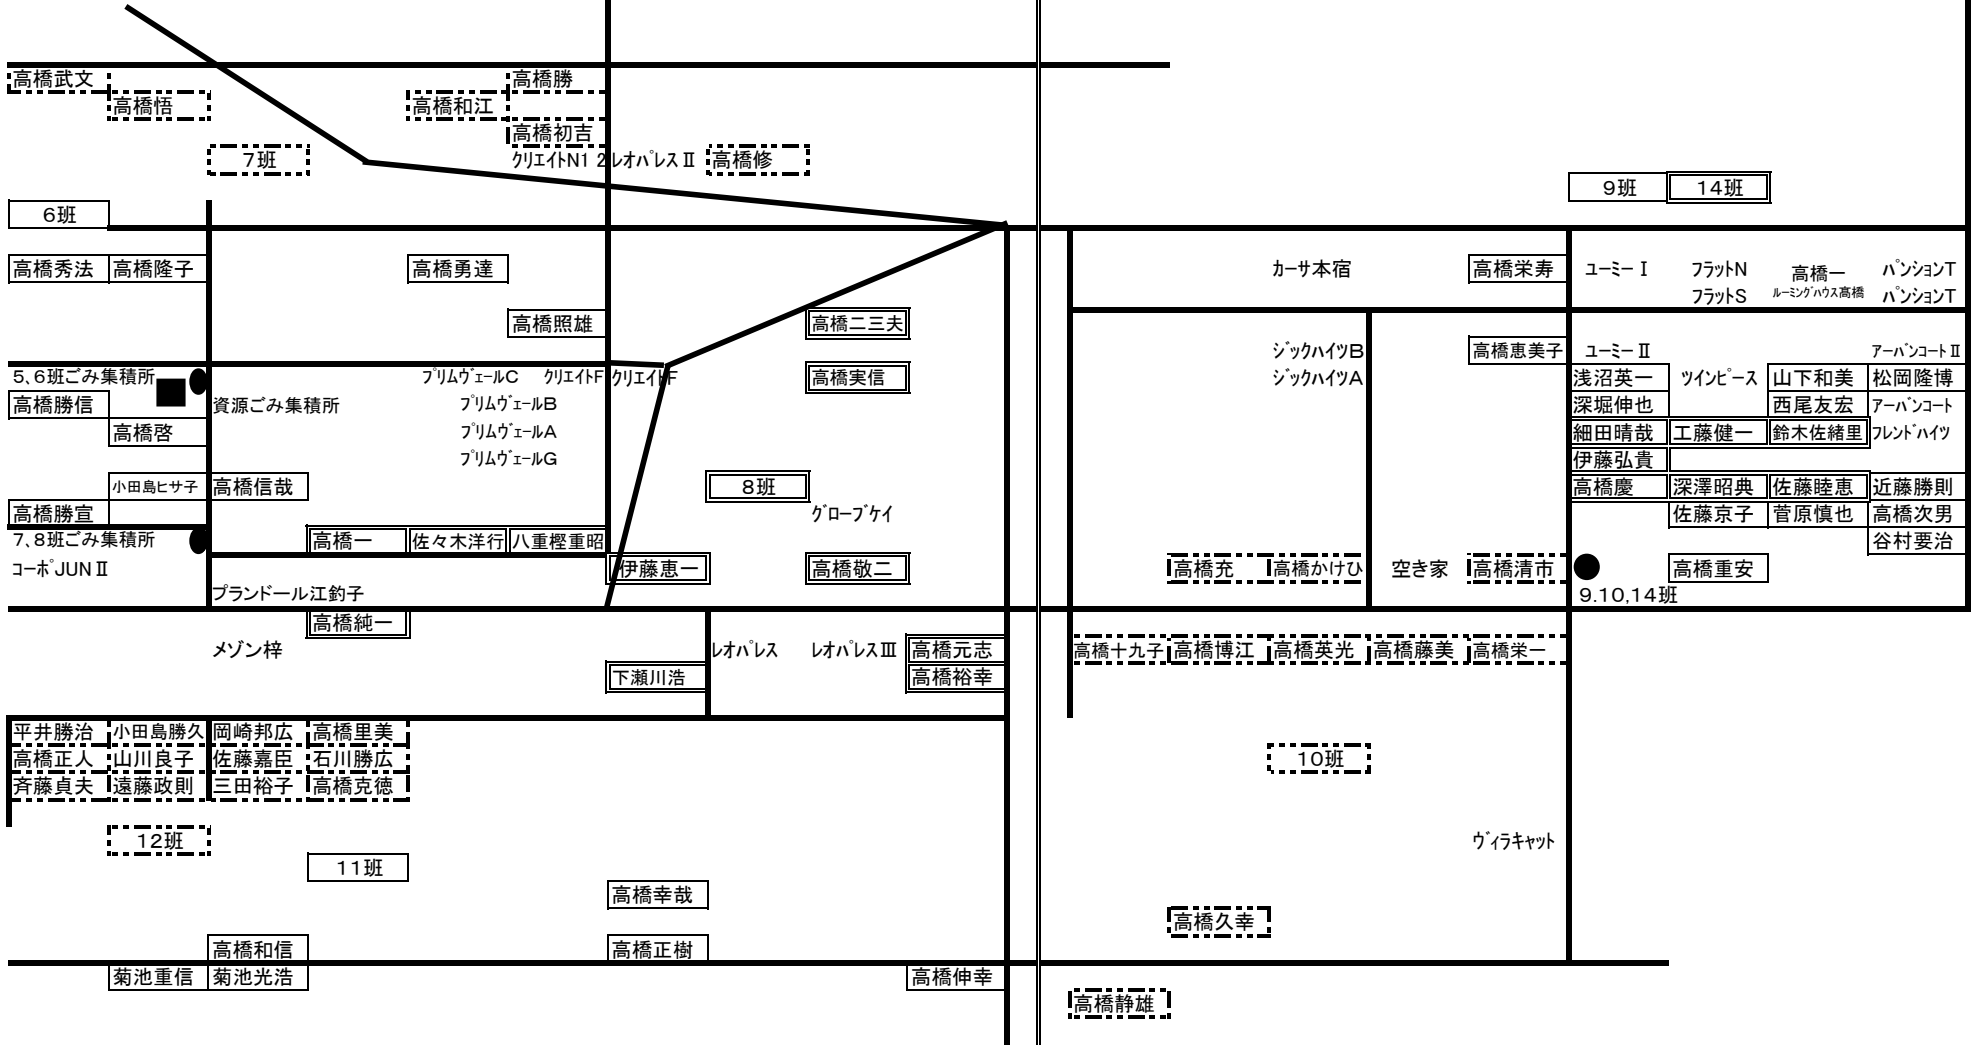 高橋武文 高橋勝
高橋悟 高橋和江
高橋初吉
7班 ｸﾘｴｲﾄN1 2 ﾚｵﾊﾟﾚｽⅡ 高橋修
9班 14班
6班
高橋秀法 高橋隆子 高橋勇達 ｶｰｻ本宿 高橋栄寿 ﾕｰﾐｰⅠ ﾌﾗｯﾄN 高橋一 ﾊﾟﾝｼｮﾝT
ﾌﾗｯﾄS ﾙｰﾐﾝｸﾞﾊｳｽ髙橋 ﾊﾟﾝｼｮﾝT
高橋照雄 高橋二三夫
ｼﾞｯｸﾊｲﾂB 高橋恵美子 ﾕｰﾐｰⅡ ｱｰﾊﾞﾝｺｰﾄⅡ
5､6班ごみ集積所 ﾌﾟﾘﾑｳﾞｪｰﾙC ｸﾘｴｲﾄF ｸﾘｴｲﾄF 高橋実信 ｼﾞｯｸﾊｲﾂA 浅沼英一 ﾂｲﾝﾋﾟｰｽ 山下和美 松岡隆博
高橋勝信 資源ごみ集積所 ﾌﾟﾘﾑｳﾞｪｰﾙB 深堀伸也 西尾友宏 ｱｰﾊﾞﾝｺｰﾄ
高橋啓 ﾌﾟﾘﾑｳﾞｪｰﾙA 細田晴哉 工藤健一 鈴木佐緒里 ﾌﾚﾝﾄﾞﾊｲﾂ
ﾌﾟﾘﾑｳﾞｪｰﾙG 伊藤弘貴
小田島ヒサ子 高橋信哉 8班 高橋慶 深澤昭典 佐藤睦恵 近藤勝則
高橋勝宣 ｸﾞﾛｰﾌﾞｹｲ 佐藤京子 菅原慎也 高橋次男
7､8班ごみ集積所 高橋一 佐々木洋行 八重樫重昭 谷村要治
ｺｰﾎﾟJUNⅡ 伊藤恵一 高橋敬二 高橋充 高橋かけひ 空き家 高橋清市 高橋重安
ブランドール江釣子 9.10,14班
高橋純一
メゾン梓 ﾚｵﾊﾟﾚｽ ﾚｵﾊﾟﾚｽⅢ 高橋元志 高橋十九子 高橋博江 高橋英光 高橋藤美 高橋栄一
下瀬川浩 高橋裕幸
平井勝治 小田島勝久 岡崎邦広 高橋里美
高橋正人 山川良子 佐藤嘉臣 石川勝広 10班
斉藤貞夫 遠藤政則 三田裕子 高橋克徳
12班 ｳﾞｨﾗｷｬｯﾄ
11班
高橋幸哉
高橋久幸
高橋和信 高橋正樹
菊池重信 菊池光浩 高橋伸幸
高橋静雄